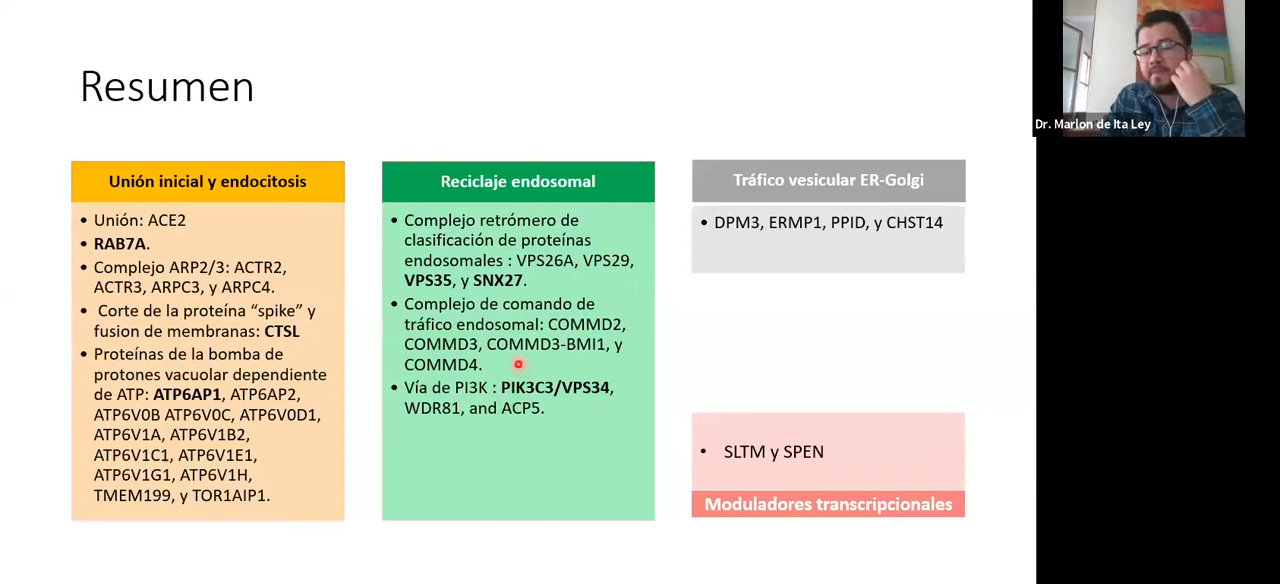 Resumen
Dr. Marlon de Ita Ley
Unión inicial y endocitosis
• Unión: ACE2
• RAB7A.
• Complejo ARP2/3: ACTR2,
ACTR3, ARPC3, y ARPC4.
• Corte de la proteína “spike” y
fusion de membranas: CTSL
• Proteínas de la bomba de
protones vacuolar dependiente
de ATP: ATP6AP1, ATP6AP2,
ATP6V0B ATP6V0C, ATP6V0D1,
ATP6V1A, ATP6V1B2,
ATP6V1C1, ATP6V1E1,
ATP6V1G1, ATP6V1H,
TMEM199, y TOR1AIP1.
Reciclaje endosomal
• Complejo retrómero de
clasificación de proteínas
endosomales : VPS26A, VPS29,
VPS35, y SNX27.
• Complejo de comando de
tráfico endosomal: COMMD2,
COMMD3, COMMD3-BMI1, y
COMMD4.
• Vía de PI3K : PIK3C3/VPS34,
WDR81, and ACP5.
Tráfico vesicular ER-Golgi
• DPM3, ERMP1, PPID, y CHST14
• SLTM y SPEN
Moduladores transcripcionales